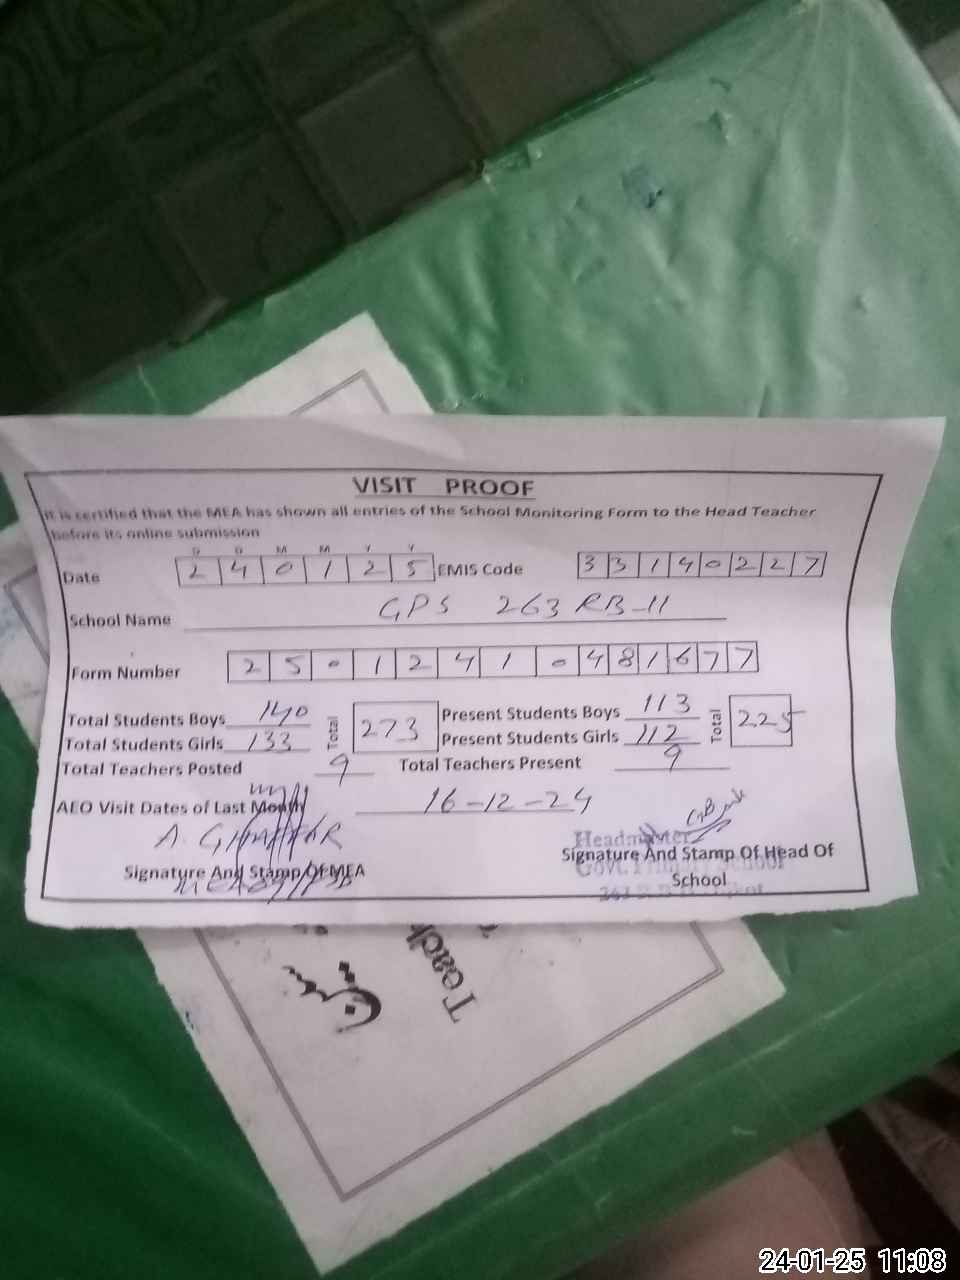 VISIT PROOF
It is certified that the MEA has shown all entries of the School Monitoring Form to the Head Teacher
before its online submission
D D M M Y Y
Date 2 4 0 1 2 5 EMIS Code 3 3 1 4 0 2 2 7
School Name GPS 263 RB-II
Form Number 2 5 0 1 2 4 1 0 4 8 1 6 7 7
Total Students Boys 140 Total 273 Present Students Boys 113 Total 225
Total Students Girls 133 Present Students Girls 112
Total Teachers Posted 9 Total Teachers Present 9
AEO Visit Dates of Last Month 16-12-24
A. GHAFFAR
Headmaster
Signature And Stamp Of MEA Signature And Stamp Of Head Of
Govt. Primary School
School
Teach
24-01-25 11:08